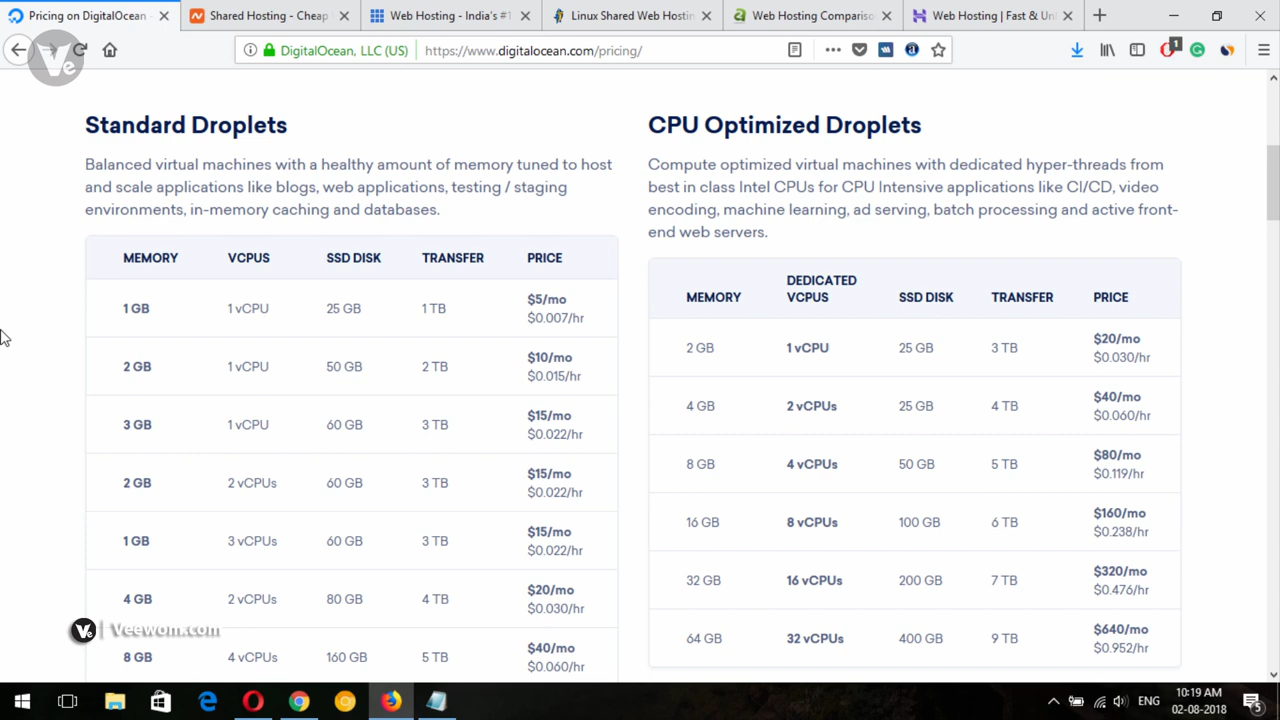 Pricing on DigitalOcean -
Shared Hosting - Cheap
Web Hosting - India's #1
Linux Shared Web Hostin
Web Hosting Compariso
Web Hosting | Fast & Unl
DigitalOcean, LLC (US)
https://www.digitalocean.com/pricing/
1
Ve
Standard Droplets
Balanced virtual machines with a healthy amount of memory tuned to host
and scale applications like blogs, web applications, testing / staging
environments, in-memory caching and databases.
MEMORY VCPUS SSD DISK TRANSFER PRICE
1 GB 1 vCPU 25 GB 1 TB $5/mo
$0.007/hr
2 GB 1 vCPU 50 GB 2 TB $10/mo
$0.015/hr
3 GB 1 vCPU 60 GB 3 TB $15/mo
$0.022/hr
2 GB 2 vCPUs 60 GB 3 TB $15/mo
$0.022/hr
1 GB 3 vCPUs 60 GB 3 TB $15/mo
$0.022/hr
4 GB 2 vCPUs 80 GB 4 TB $20/mo
$0.030/hr
8 GB 4 vCPUs 160 GB 5 TB $40/mo
$0.060/hr
CPU Optimized Droplets
Compute optimized virtual machines with dedicated hyper-threads from
best in class Intel CPUs for CPU Intensive applications like CI/CD, video
encoding, machine learning, ad serving, batch processing and active front-
end web servers.
MEMORY DEDICATED VCPUS SSD DISK TRANSFER PRICE
2 GB 1 vCPU 25 GB 3 TB $20/mo
$0.030/hr
4 GB 2 vCPUs 25 GB 4 TB $40/mo
$0.060/hr
8 GB 4 vCPUs 50 GB 5 TB $80/mo
$0.119/hr
16 GB 8 vCPUs 100 GB 6 TB $160/mo
$0.238/hr
32 GB 16 vCPUs 200 GB 7 TB $320/mo
$0.476/hr
64 GB 32 vCPUs 400 GB 9 TB $640/mo
$0.952/hr
Ve | Veewom.com
ENG
10:19 AM
02-08-2018
5